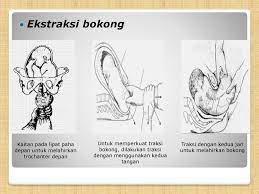 Ekstraksi bokong
Kaitan pada lipat paha
depan untuk melahirkan
trochanter depan
Untuk memperkuat traksi
bokong, dilakukan traksi
dengan menggunakan kedua
tangan
Traksi dengan kedua jari
untuk melahirkan bokong